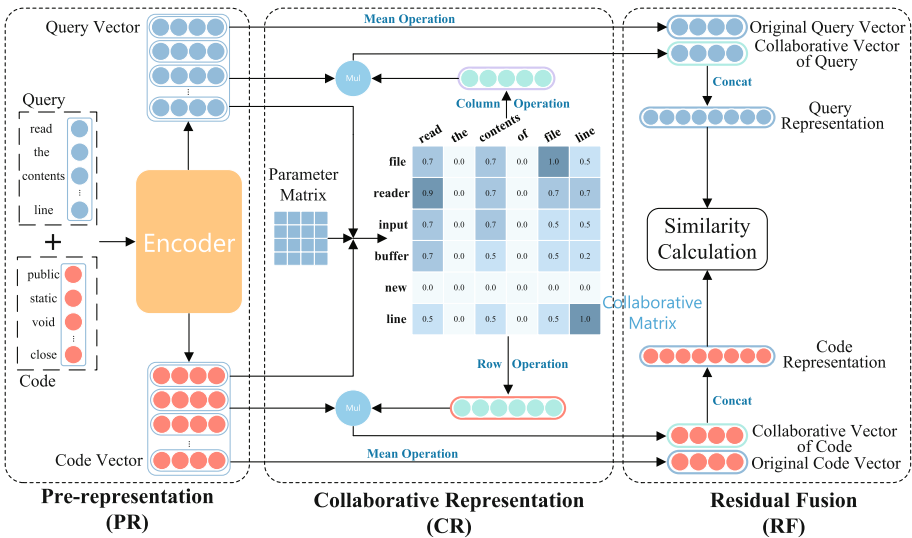 Query Vector
Query
read
the
contents
line
+
public
static
void
close
Code
Encoder
Code Vector
Pre-representation
(PR)
Mean Operation
Mul
Column Operation
Parameter
Matrix
read the contents of file line
file 0.7 0.0 0.7 0.0 1.0 0.5
reader 0.9 0.0 0.7 0.0 0.7 0.7
input 0.7 0.0 0.7 0.0 0.5 0.5
buffer 0.7 0.0 0.5 0.0 0.5 0.2
new 0.0 0.0 0.0 0.0 0.0 0.0
line 0.5 0.0 0.5 0.0 0.5 1.0
Collaborative
Matrix
Row Operation
Mul
Mean Operation
Collaborative Representation
(CR)
Original Query Vector
Collaborative Vector
of Query
Concat
Query
Representation
Similarity
Calculation
Code
Representation
Concat
Collaborative Vector
of Code
Original Code Vector
Residual Fusion
(RF)